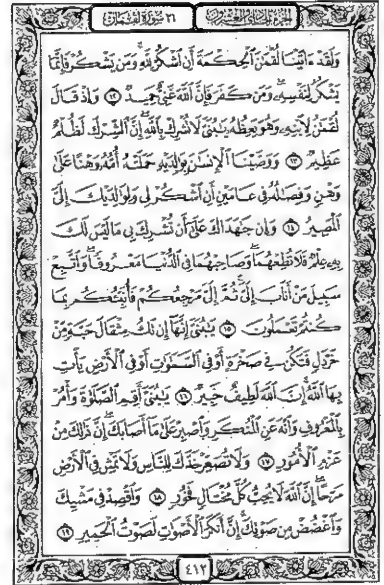 الجزء الحادي والعشرون ٣١ سورة لقمان
وَلَقَدْ ءَاتَيْنَا لُقْمَٰنَ ٱلْحِكْمَةَ أَنِ ٱشْكُرْ لِلَّهِ ۚ وَمَن يَشْكُرْ فَإِنَّمَا
يَشْكُرُ لِنَفْسِهِۦ ۖ وَمَن كَفَرَ فَإِنَّ ٱللَّهَ غَنِيٌّ حَمِيدٌ ١٢ وَإِذْ قَالَ
لُقْمَٰنُ لِٱبْنِهِۦ وَهُوَ يَعِظُهُۥ يَٰبُنَيَّ لَا تُشْرِكْ بِٱللَّهِ ۖ إِنَّ ٱلشِّرْكَ لَظُلْمٌ
عَظِيمٌ ١٣ وَوَصَّيْنَا ٱلْإِنسَٰنَ بِوَٰلِدَيْهِ حَمَلَتْهُ أُمُّهُۥ وَهْنًا عَلَىٰ
وَهْنٍ وَفِصَٰلُهُۥ فِي عَامَيْنِ أَنِ ٱشْكُرْ لِي وَلِوَٰلِدَيْكَ إِلَيَّ
ٱلْمَصِيرُ ١٤ وَإِن جَٰهَدَاكَ عَلَىٰٓ أَن تُشْرِكَ بِي مَا لَيْسَ لَكَ
بِهِۦ عِلْمٌ فَلَا تُطِعْهُمَا ۖ وَصَاحِبْهُمَا فِي ٱلدُّنْيَا مَعْرُوفًا ۖ وَٱتَّبِعْ
سَبِيلَ مَنْ أَنَابَ إِلَيَّ ۚ ثُمَّ إِلَيَّ مَرْجِعُكُمْ فَأُنَبِّئُكُم بِمَا
كُنتُمْ تَعْمَلُونَ ١٥ يَٰبُنَيَّ إِنَّهَآ إِن تَكُ مِثْقَالَ حَبَّةٍ مِّنْ
خَرْدَلٍ فَتَكُن فِي صَخْرَةٍ أَوْ فِي ٱلسَّمَٰوَٰتِ أَوْ فِي ٱلْأَرْضِ يَأْتِ
بِهَا ٱللَّهُ ۚ إِنَّ ٱللَّهَ لَطِيفٌ خَبِيرٌ ١٦ يَٰبُنَيَّ أَقِمِ ٱلصَّلَوٰةَ وَأْمُرْ
بِٱلْمَعْرُوفِ وَٱنْهَ عَنِ ٱلْمُنكَرِ وَٱصْبِرْ عَلَىٰ مَآ أَصَابَكَ ۖ إِنَّ ذَٰلِكَ مِنْ
عَزْمِ ٱلْأُمُورِ ١٧ وَلَا تُصَعِّرْ خَدَّكَ لِلنَّاسِ وَلَا تَمْشِ فِي ٱلْأَرْضِ
مَرَحًا ۖ إِنَّ ٱللَّهَ لَا يُحِبُّ كُلَّ مُخْتَالٍ فَخُورٍ ١٨ وَٱقْصِدْ فِي مَشْيِكَ
وَٱغْضُضْ مِن صَوْتِكَ ۚ إِنَّ أَنكَرَ ٱلْأَصْوَٰتِ لَصَوْتُ ٱلْحَمِيرِ ١٩
٤١٢